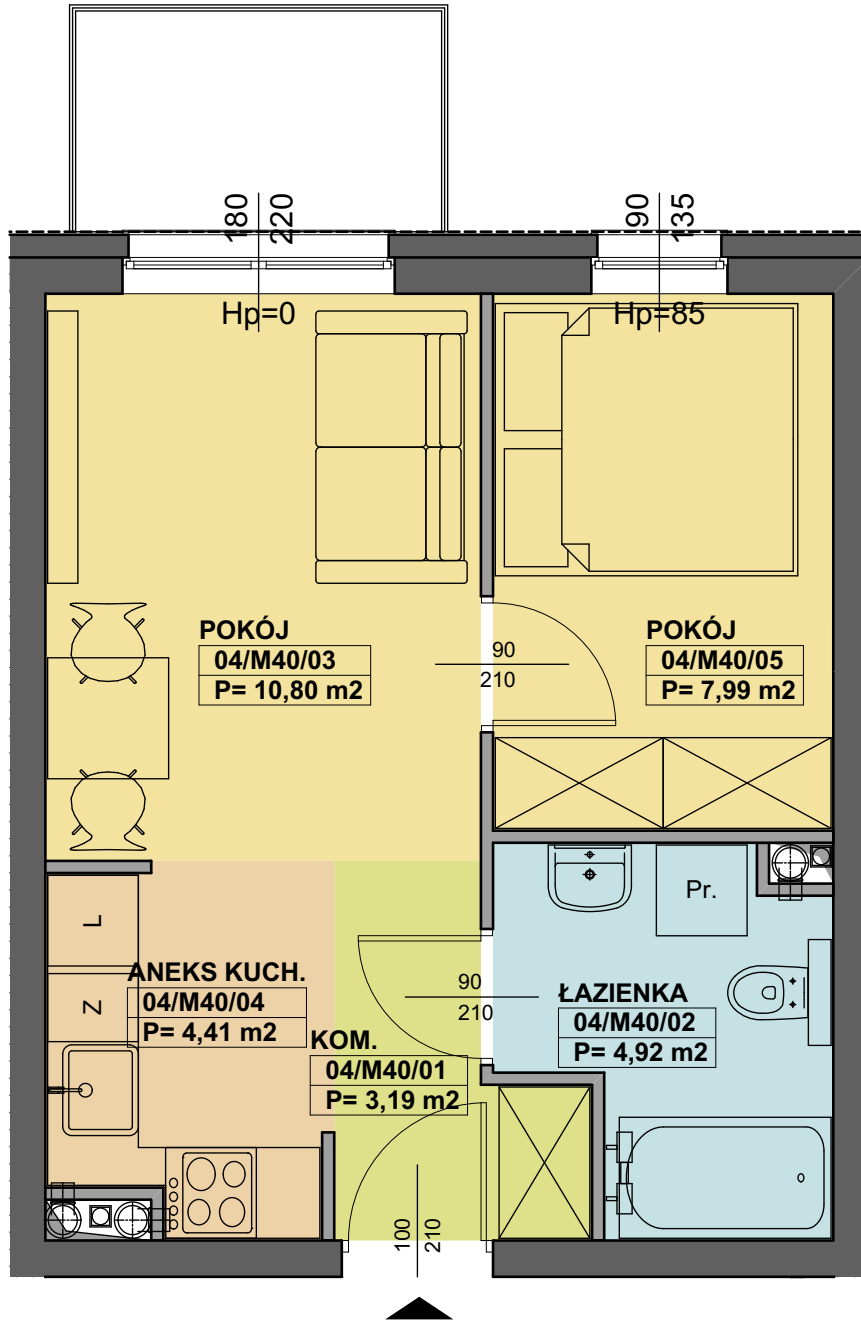 180
220
90
135
Hp=0
Hp=85
POKÓJ
04/M40/03
P= 10,80 m2
90
210
POKÓJ
04/M40/05
P= 7,99 m2
Pr.
L
Z
ANEKS KUCH.
04/M40/04
P= 4,41 m2
90
210
ŁAZIENKA
04/M40/02
P= 4,92 m2
KOM.
04/M40/01
P= 3,19 m2
100
210